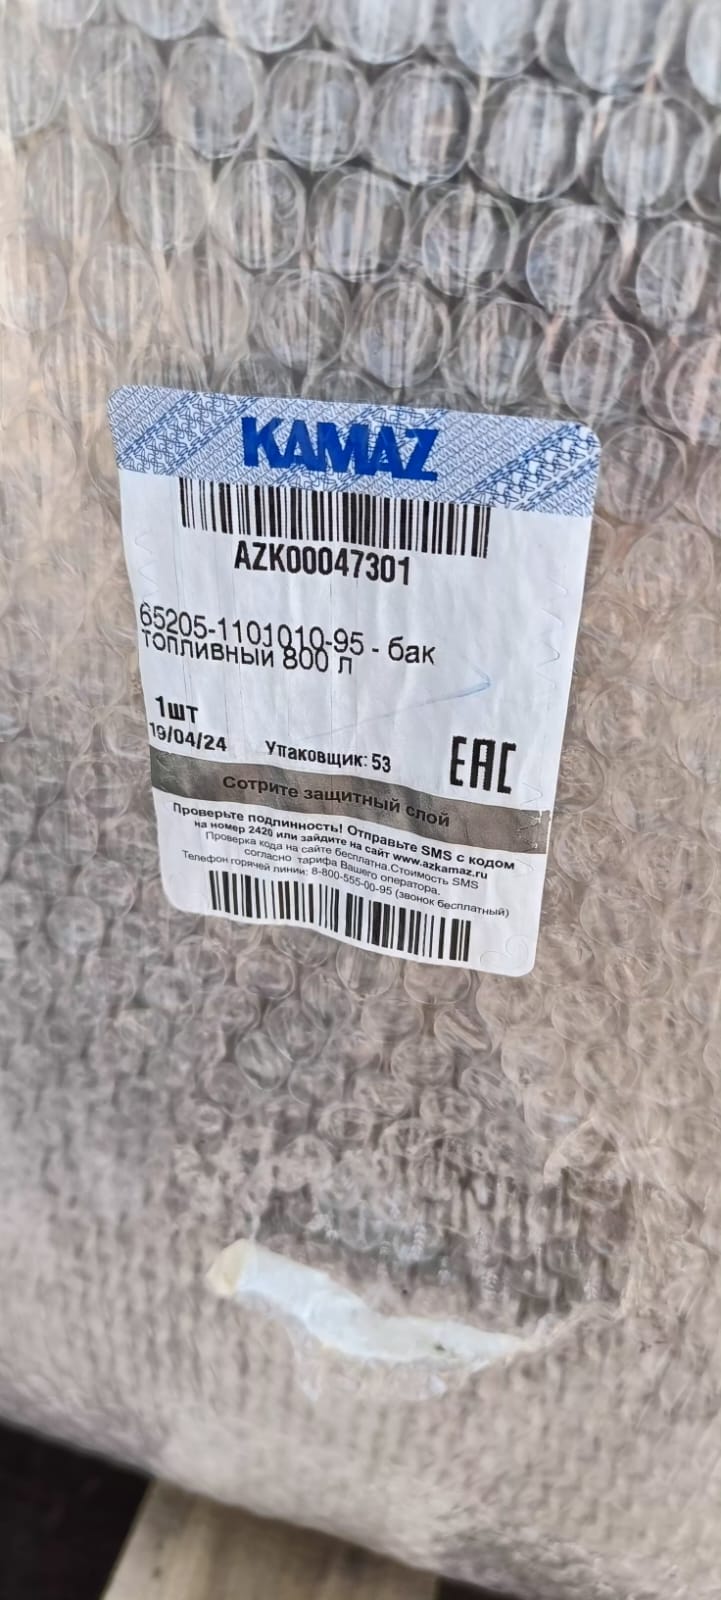 KAMAZ
AZK00047301
65205-1101010-95 - бак
топливный 800 л
1шт
19/04/24
Упаковщик: 53
EAC
Сотрите защитный слой
Проверьте подлинность! Отправьте SMS с кодом
на номер 2420 или зайдите на сайт www.azkamaz.ru
Проверка кода на сайте бесплатна.Стоимость SMS
согласно тарифа Вашего оператора.
Телефон горячей линии: 8-800-555-00-95 (звонок бесплатный)